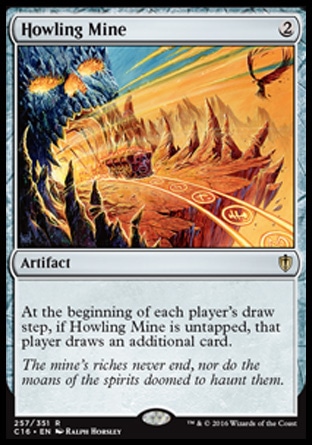 Howling Mine 2
Artifact
At the beginning of each player's draw
step, if Howling Mine is untapped, that
player draws an additional card.
The mine's riches never end, nor do the
moans of the spirits doomed to haunt them.
257/351 R
C16 • EN RALPH HORSLEY ™ & © 2016 Wizards of the Coast